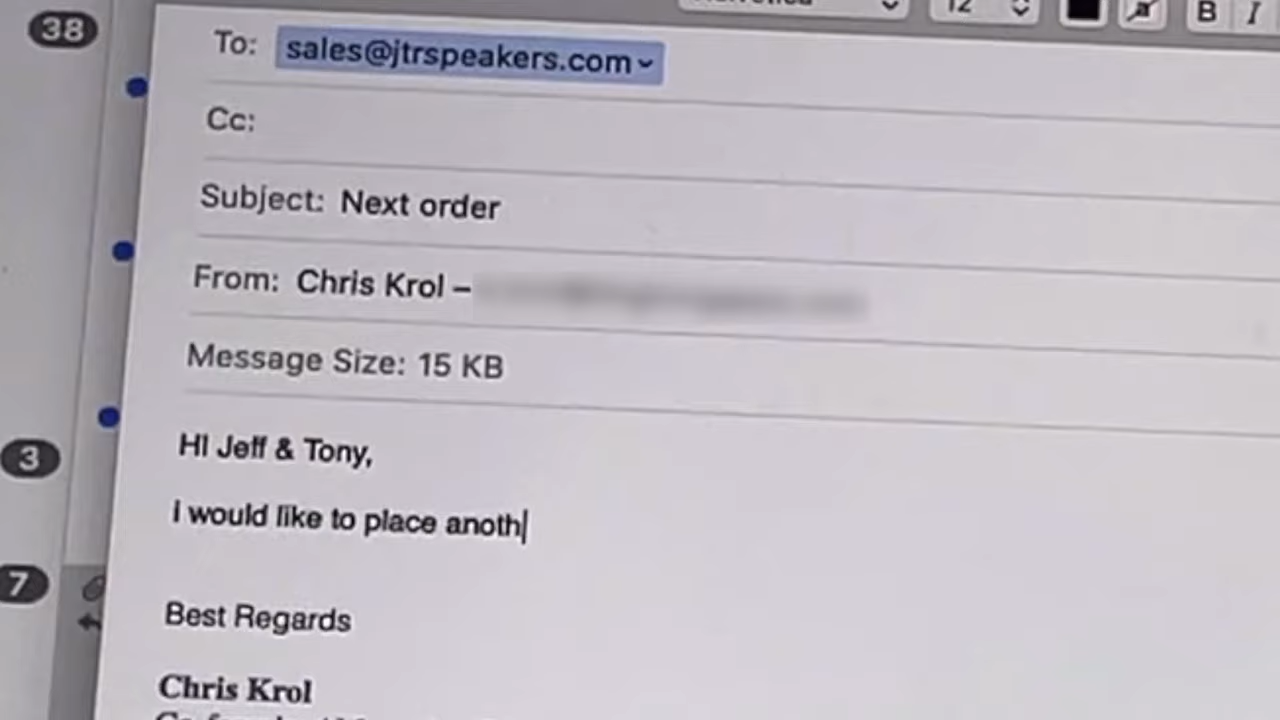 38
12
B I
To: sales@jtrspeakers.com
Cc:
Subject: Next order
From: Chris Krol –
Message Size: 15 KB
3
HI Jeff & Tony,
i would like to place anoth
7
Best Regards
Chris Krol